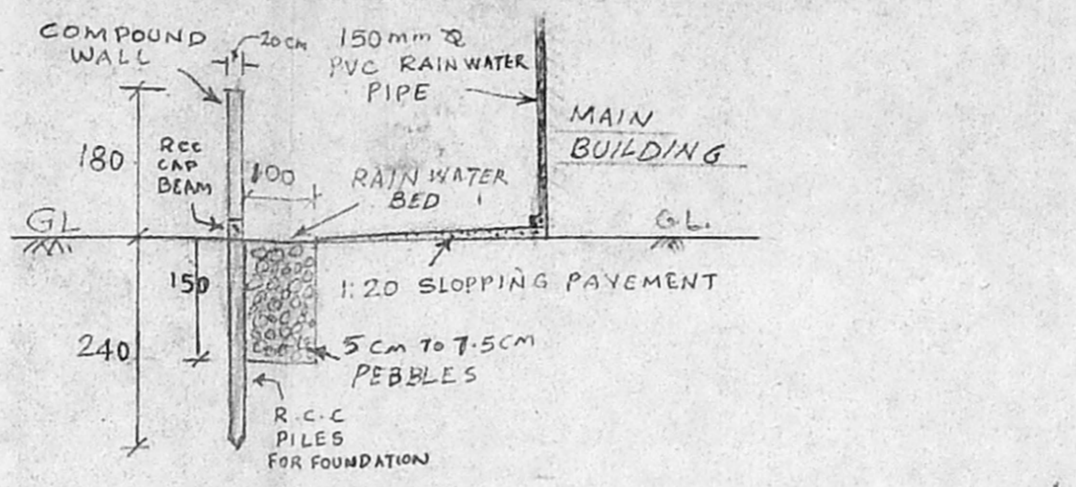 COMPOUND
WALL
20 cm
150 mm Ø
PVC RAIN WATER
PIPE
MAIN
BUILDING
180
RCC
CAP
BEAM
100
RAIN WATER
BED
GL
G.L.
150
1:20 SLOPPING PAVEMENT
240
5 cm TO 7.5 cm
PEBBLES
R.C.C
PILES
FOR FOUNDATION